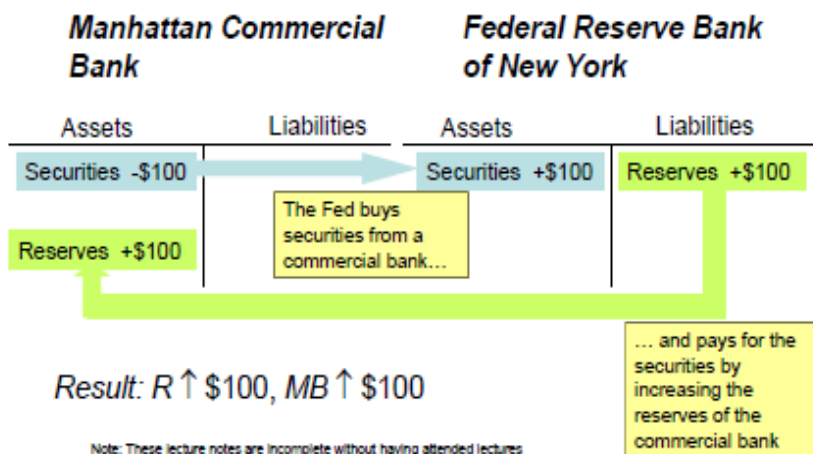 Manhattan Commercial Bank
Federal Reserve Bank of New York
Assets
Liabilities
Assets
Liabilities
Securities -$100
Securities +$100
Reserves +$100
The Fed buys
securities from a
commercial bank…
Reserves +$100
… and pays for the
securities by
increasing the
reserves of the
commercial bank
Result: R ↑ $100, MB ↑ $100
Note: These lecture notes are incomplete without having attended lectures